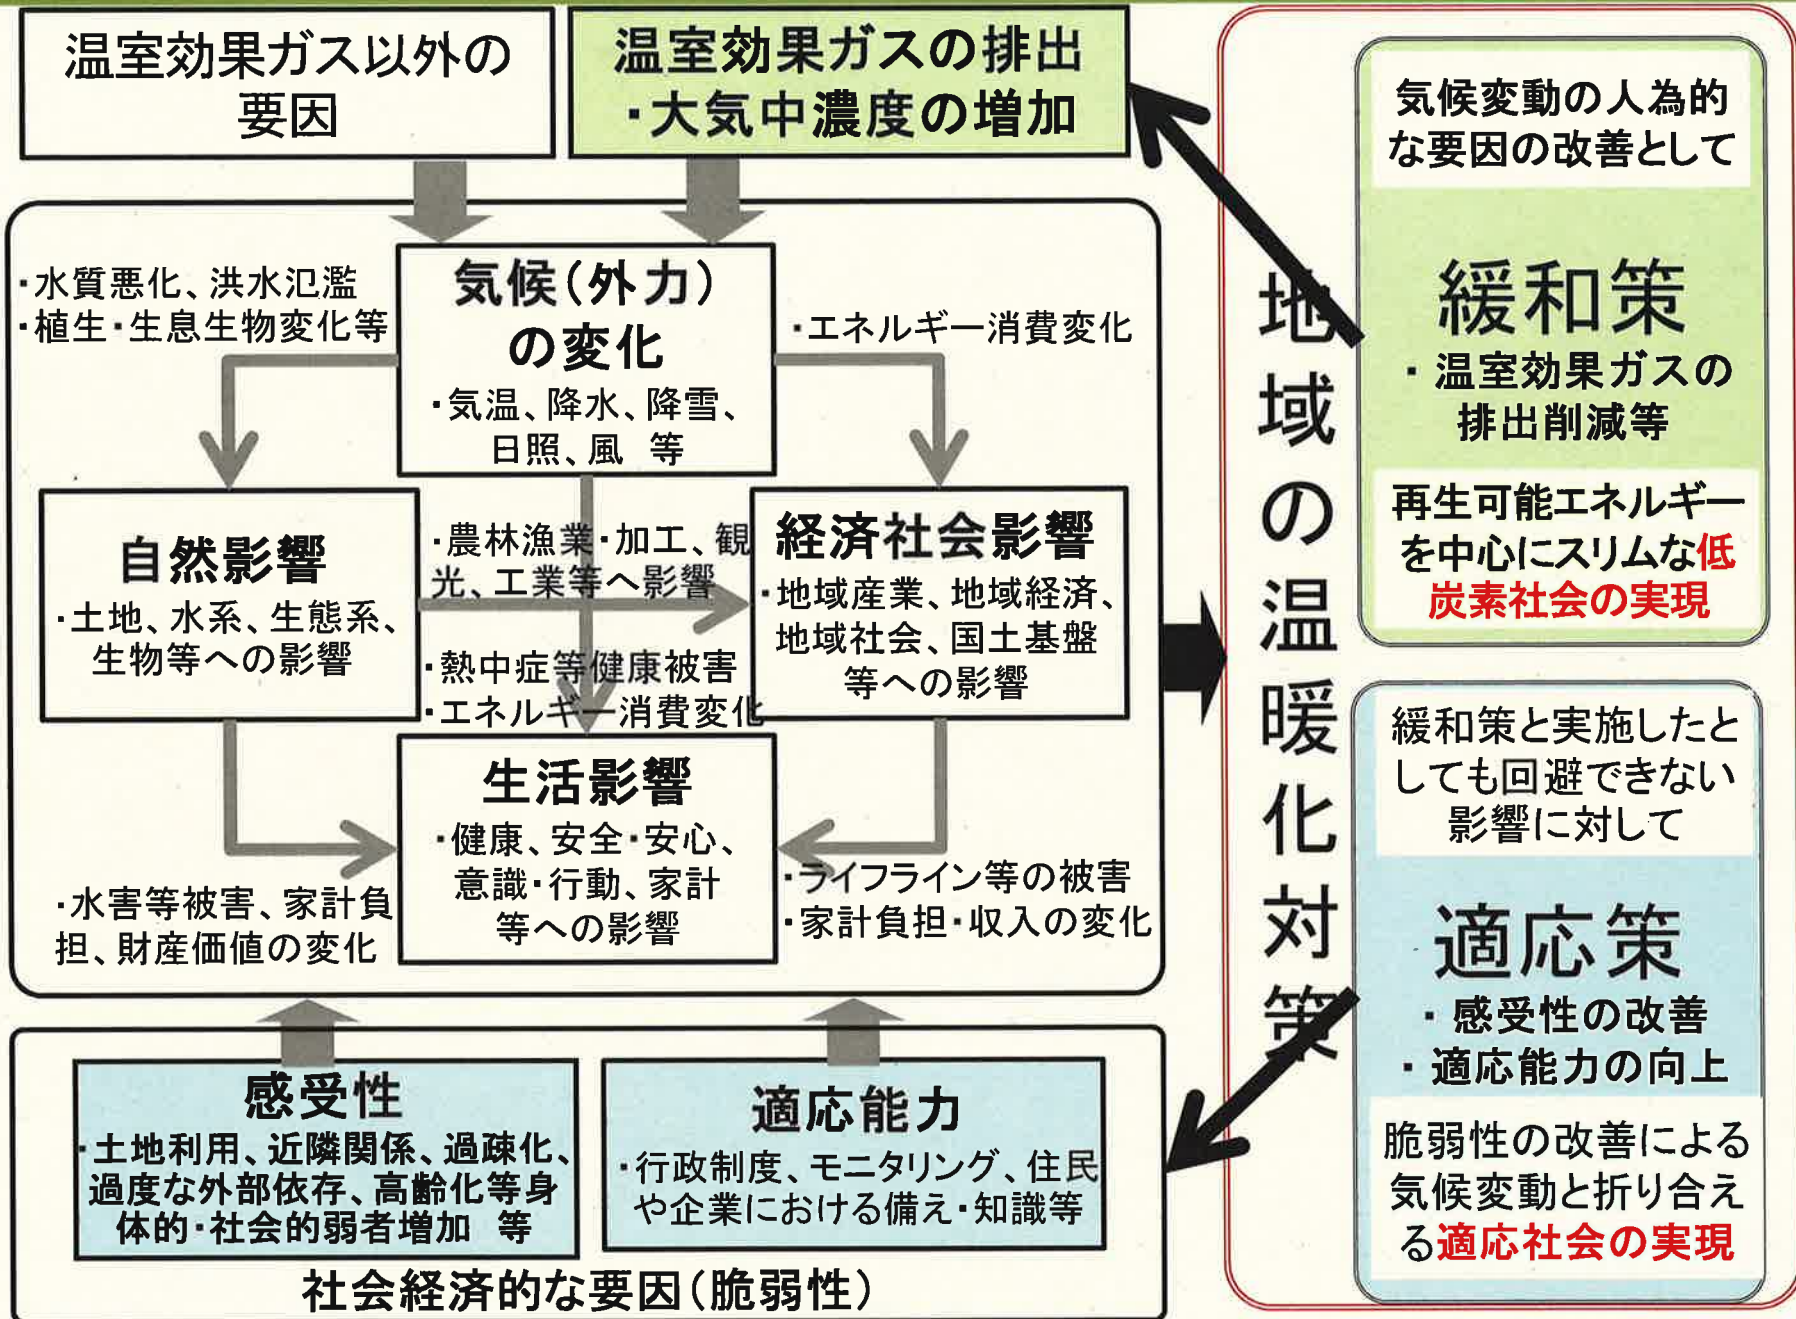 温室効果ガス以外の
要因
温室効果ガスの排出
・大気中濃度の増加
・水質悪化、洪水氾濫
・植生・生息生物変化等
気候(外力)
の変化
・気温、降水、降雪、
日照、風 等
・エネルギー消費変化
自然影響
・土地、水系、生態系、
生物等への影響
・農林漁業・加工、観
光、工業等へ影響
・熱中症等健康被害
・エネルギー消費変化
経済社会影響
・地域産業、地域経済、
地域社会、国土基盤
等への影響
生活影響
・健康、安全・安心、
意識・行動、家計
等への影響
・水害等被害、家計負
担、財産価値の変化
・ライフライン等の被害
・家計負担・収入の変化
感受性
・土地利用、近隣関係、過疎化、
過度な外部依存、高齢化等身
体的・社会的弱者増加 等
適応能力
・行政制度、モニタリング、住民
や企業における備え・知識等
社会経済的な要因(脆弱性)
地域の温暖化対策
気候変動の人為的
な要因の改善として
緩和策
・温室効果ガスの
排出削減等
再生可能エネルギー
を中心にスリムな低
炭素社会の実現
緩和策と実施したと
しても回避できない
影響に対して
適応策
・感受性の改善
・適応能力の向上
脆弱性の改善による
気候変動と折り合え
る適応社会の実現